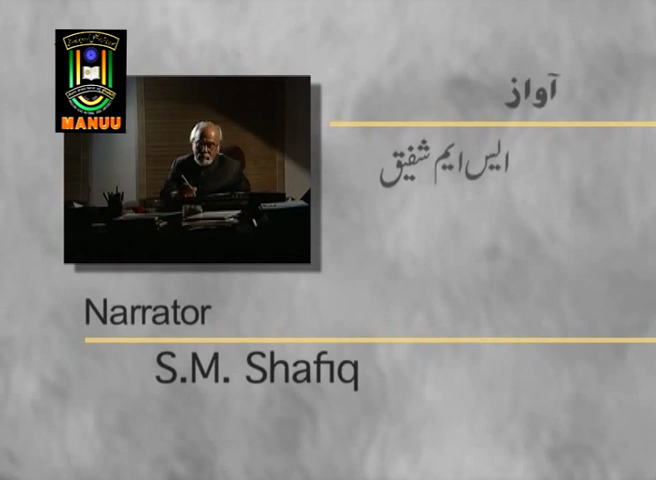 MANUU
آواز
ایس ایم شفیق
Narrator
S.M. Shafiq